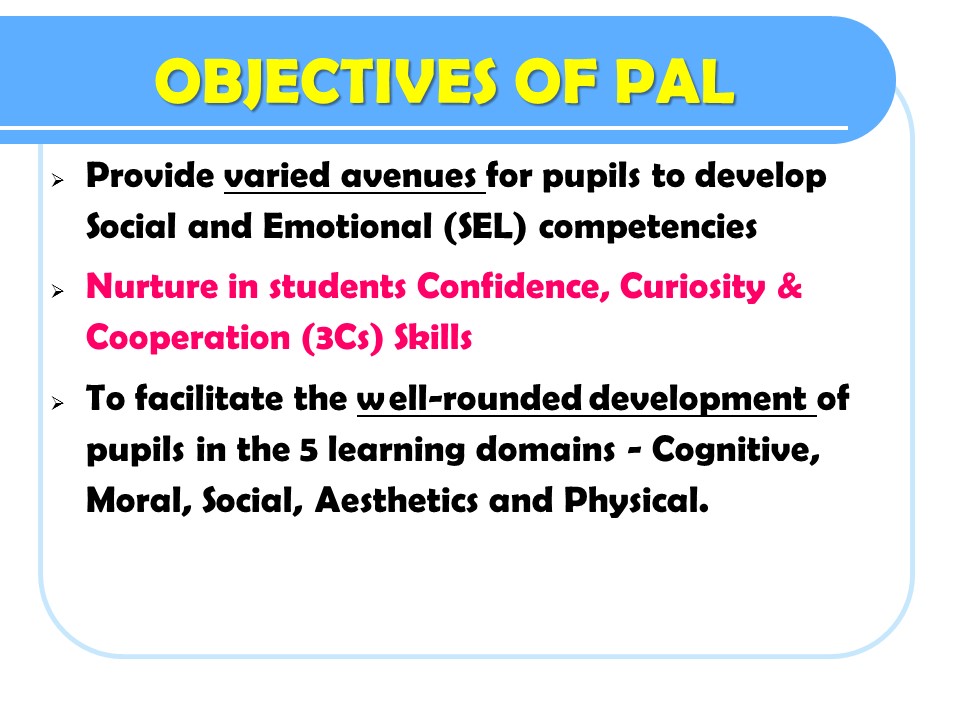 OBJECTIVES OF PAL
Provide varied avenues for pupils to develop
Social and Emotional (SEL) competencies
Nurture in students Confidence, Curiosity &
Cooperation (3Cs) Skills
To facilitate the well-rounded development of
pupils in the 5 learning domains - Cognitive,
Moral, Social, Aesthetics and Physical.